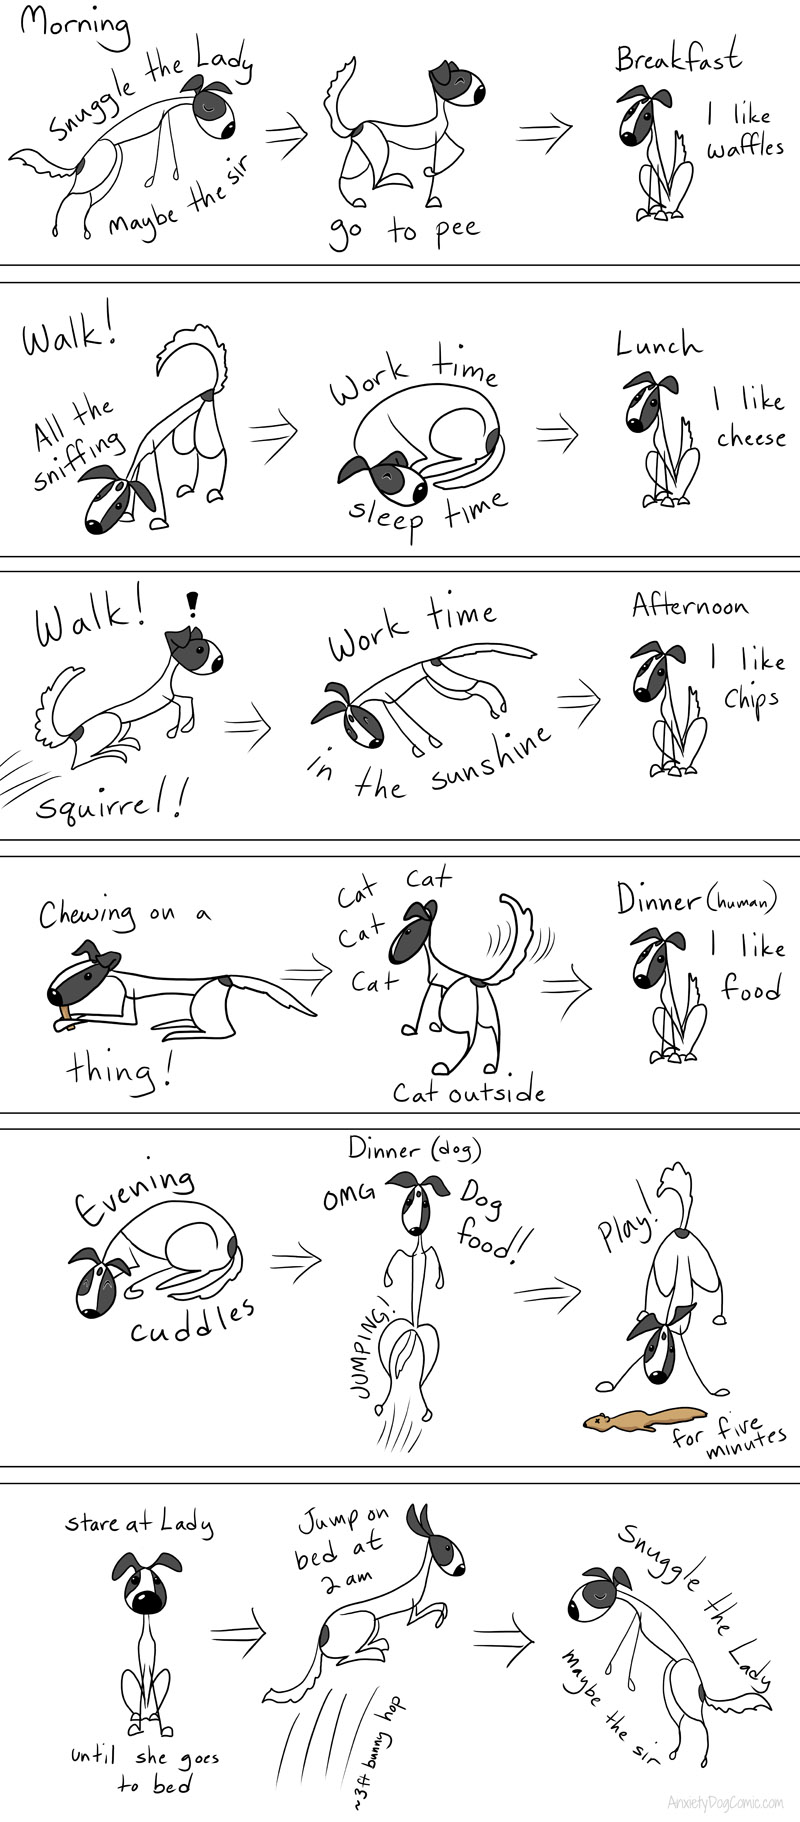 Morning
Snuggle the Lady
maybe the sir
go to pee
Breakfast
I like
waffles
Walk!
All the
sniffing
Work time
sleep time
Lunch
I like
cheese
Walk!
!
squirrel!
Work time
in the sunshine
Afternoon
I like
chips
Chewing on a
thing!
Cat Cat
Cat
Cat
Cat outside
Dinner (human)
I like
food
Evening
cuddles
Dinner (dog)
OMG Dog
food!!
JUMPING!
Play!
for five
minutes
stare at Lady
until she goes
to bed
Jump on
bed at
2 am
~3ft bunny hop
Snuggle the Lady
maybe the sir
AnxietyDogComic.com